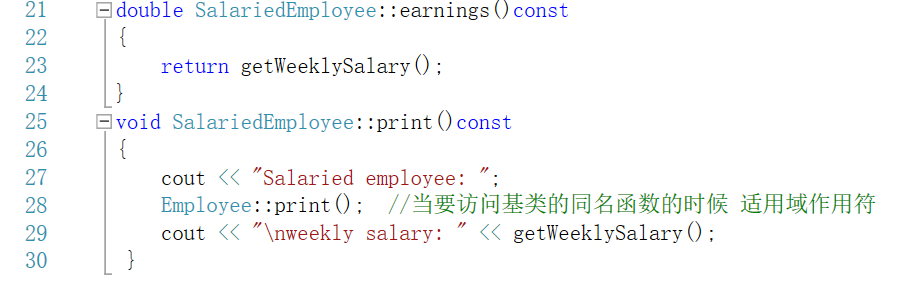 21 double SalariedEmployee::earnings()const
22 {
23 return getWeeklySalary();
24 }
25 void SalariedEmployee::print()const
26 {
27 cout << "Salaried employee: ";
28 Employee::print(); //当要访问基类的同名函数的时候 适用域作用符
29 cout << "\nweekly salary: " << getWeeklySalary();
30 }